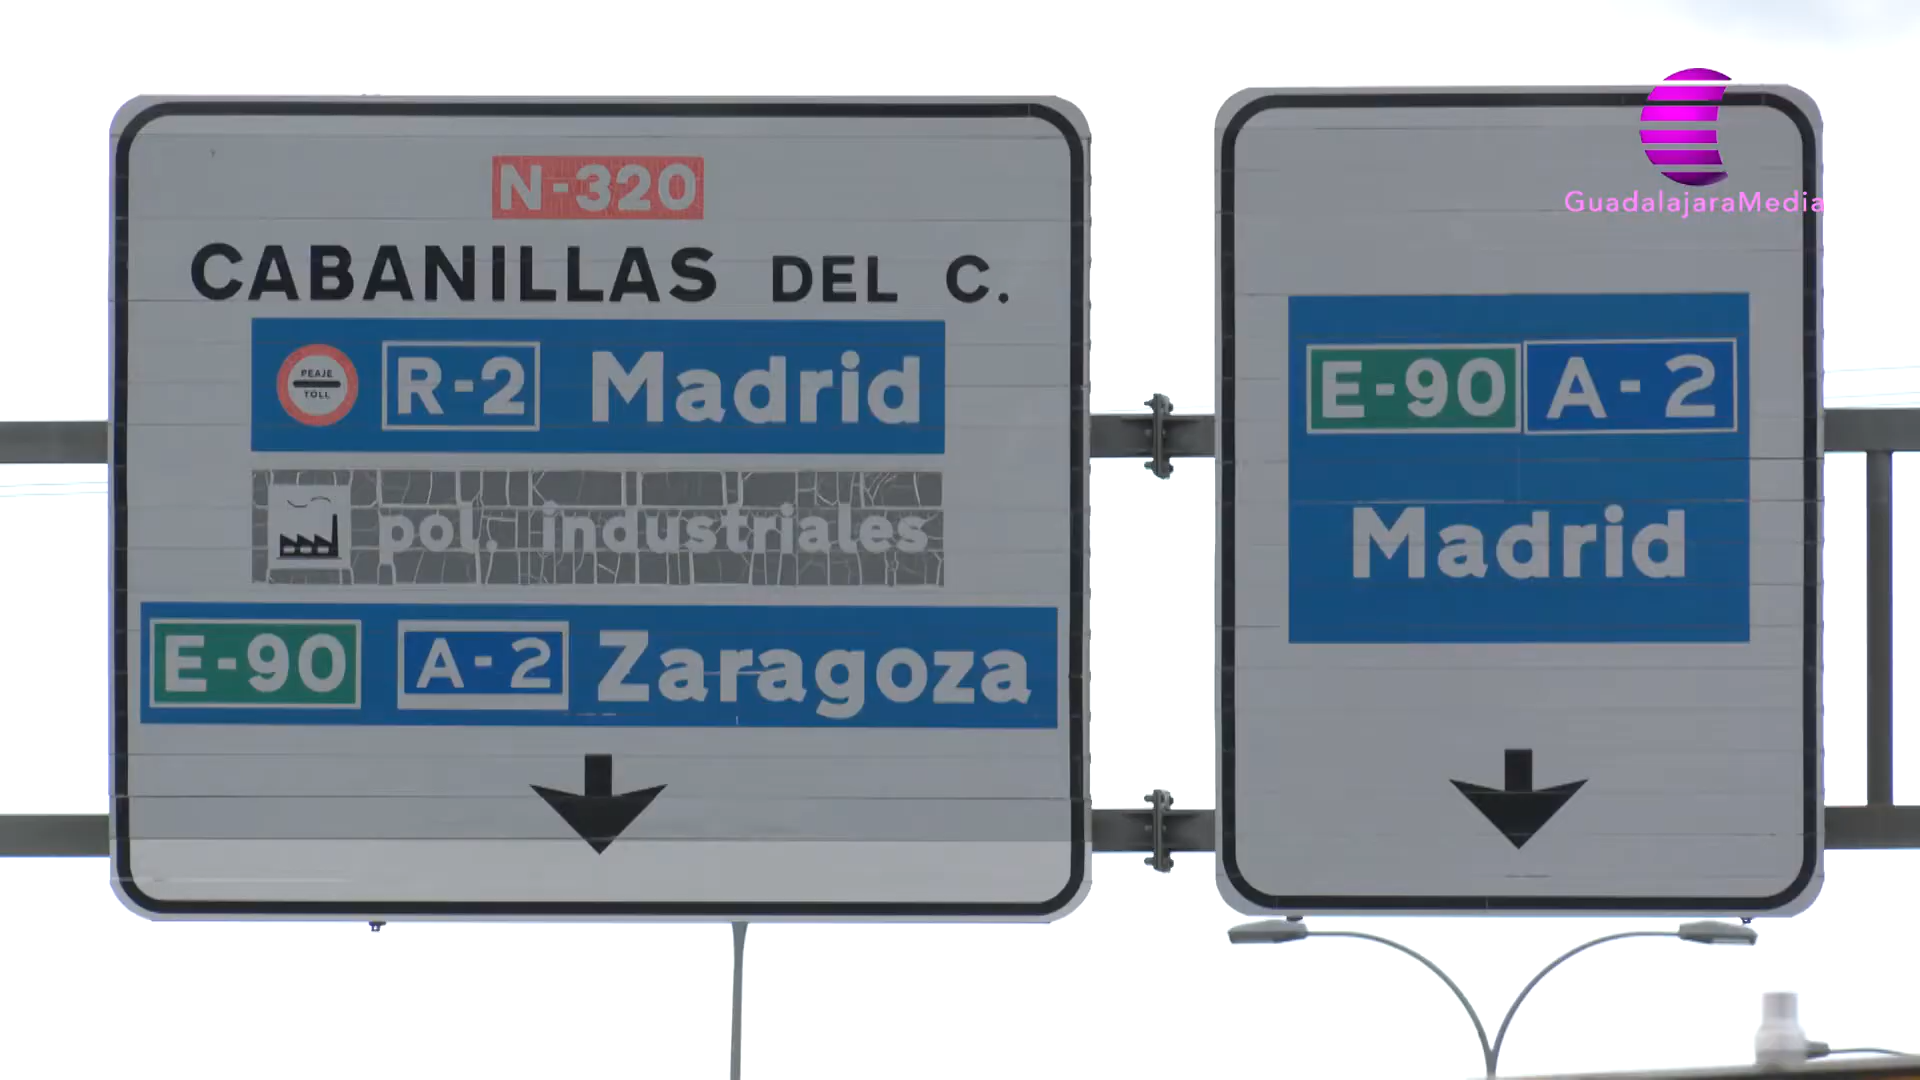 N-320
CABANILLAS DEL C.
PEAJE
TOLL
R-2 Madrid
pol. industriales
E-90 A-2 Zaragoza
E-90 A-2
Madrid
GuadalajaraMedia